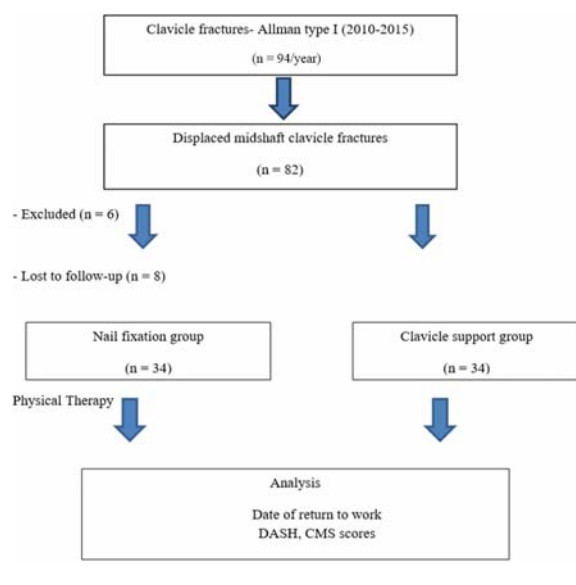 Clavicle fractures- Allman type I (2010-2015)
(n = 94/year)
Displaced midshaft clavicle fractures
(n = 82)
- Excluded (n = 6)
- Lost to follow-up (n = 8)
Nail fixation group
(n = 34)
Clavicle support group
(n = 34)
Physical Therapy
Analysis
Date of return to work
DASH, CMS scores